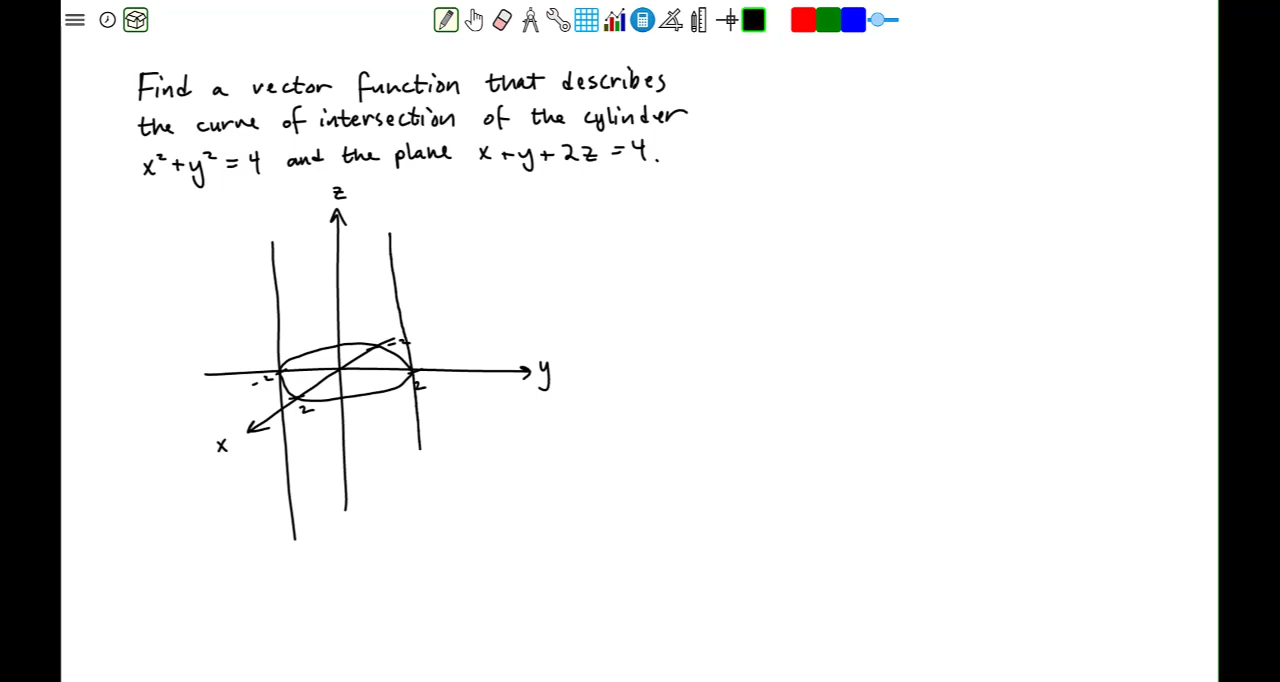 Find a vector function that describes
the curve of intersection of the cylinder
x² + y² = 4 and the plane x + y + 2z = 4.
z
-2
-2
2
y
2
x